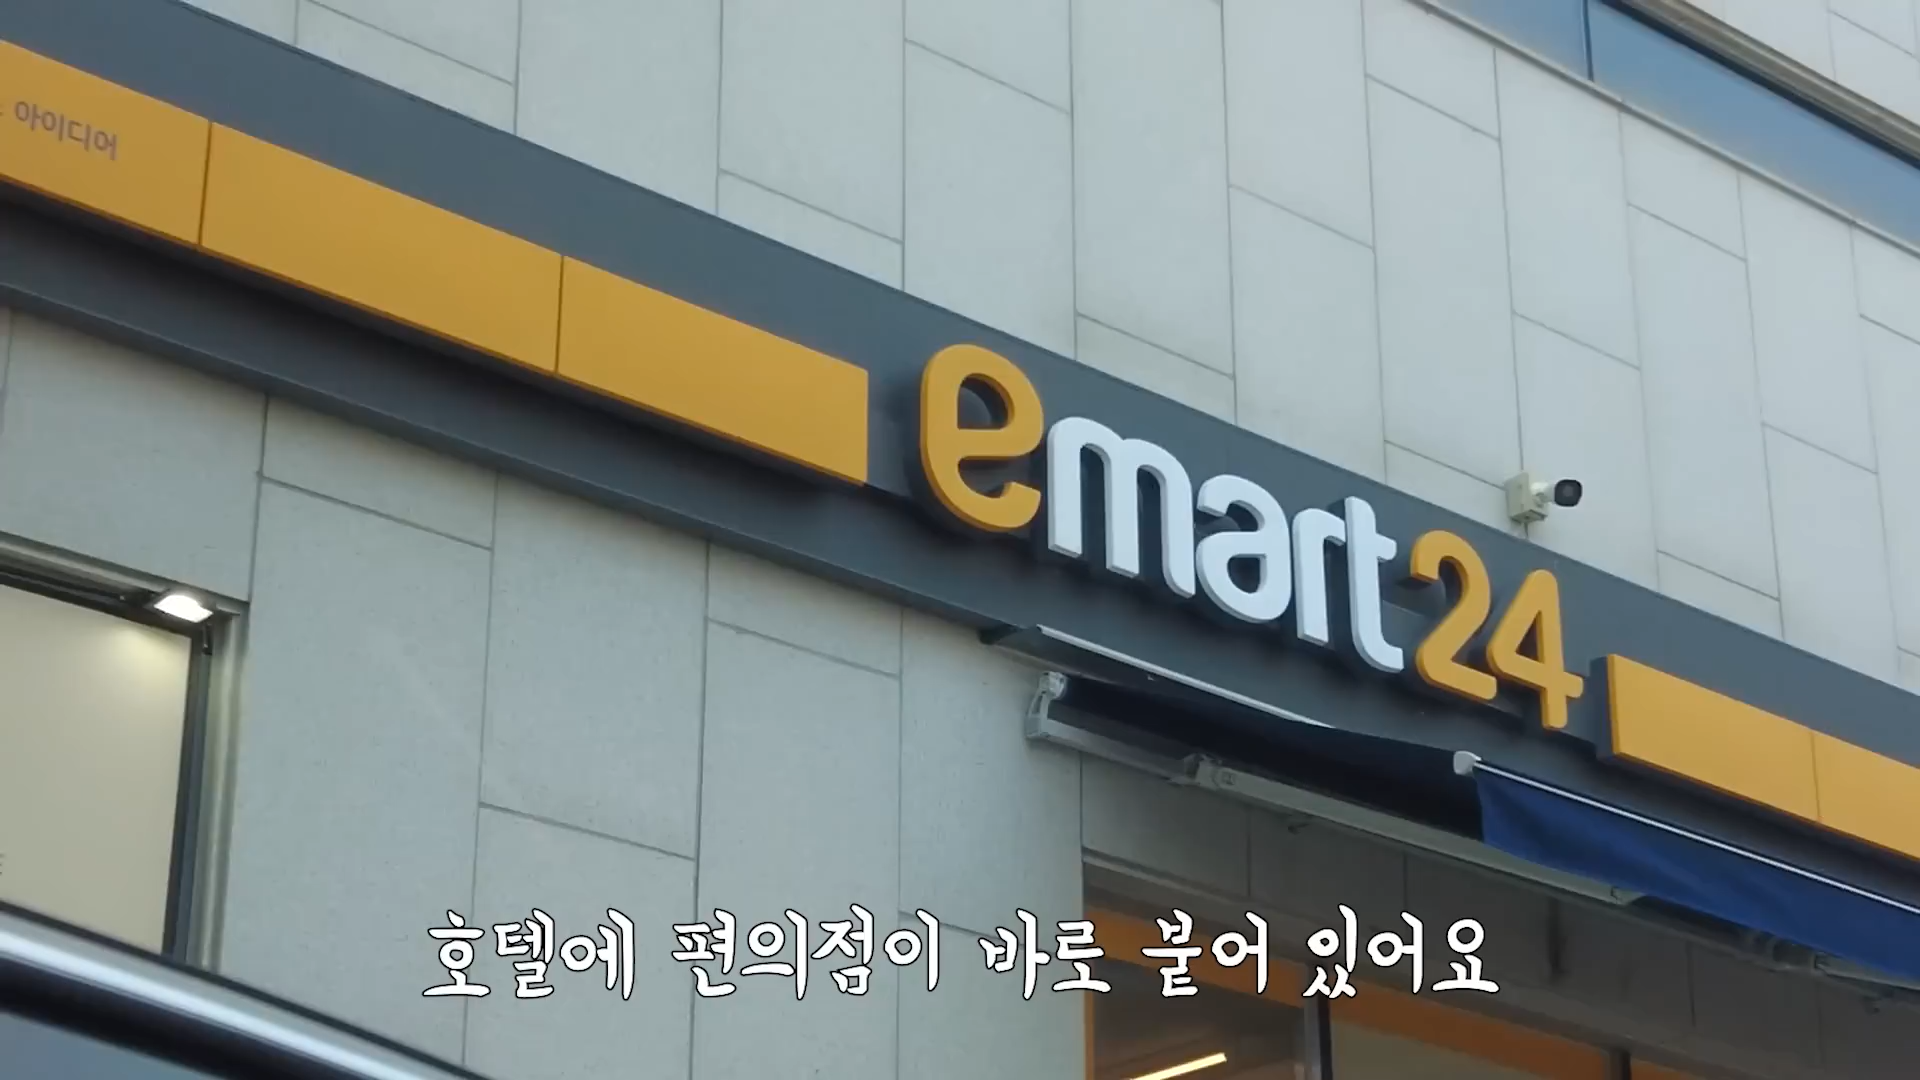 아이디어
emart24
호텔에 편의점이 바로 붙어 있어요